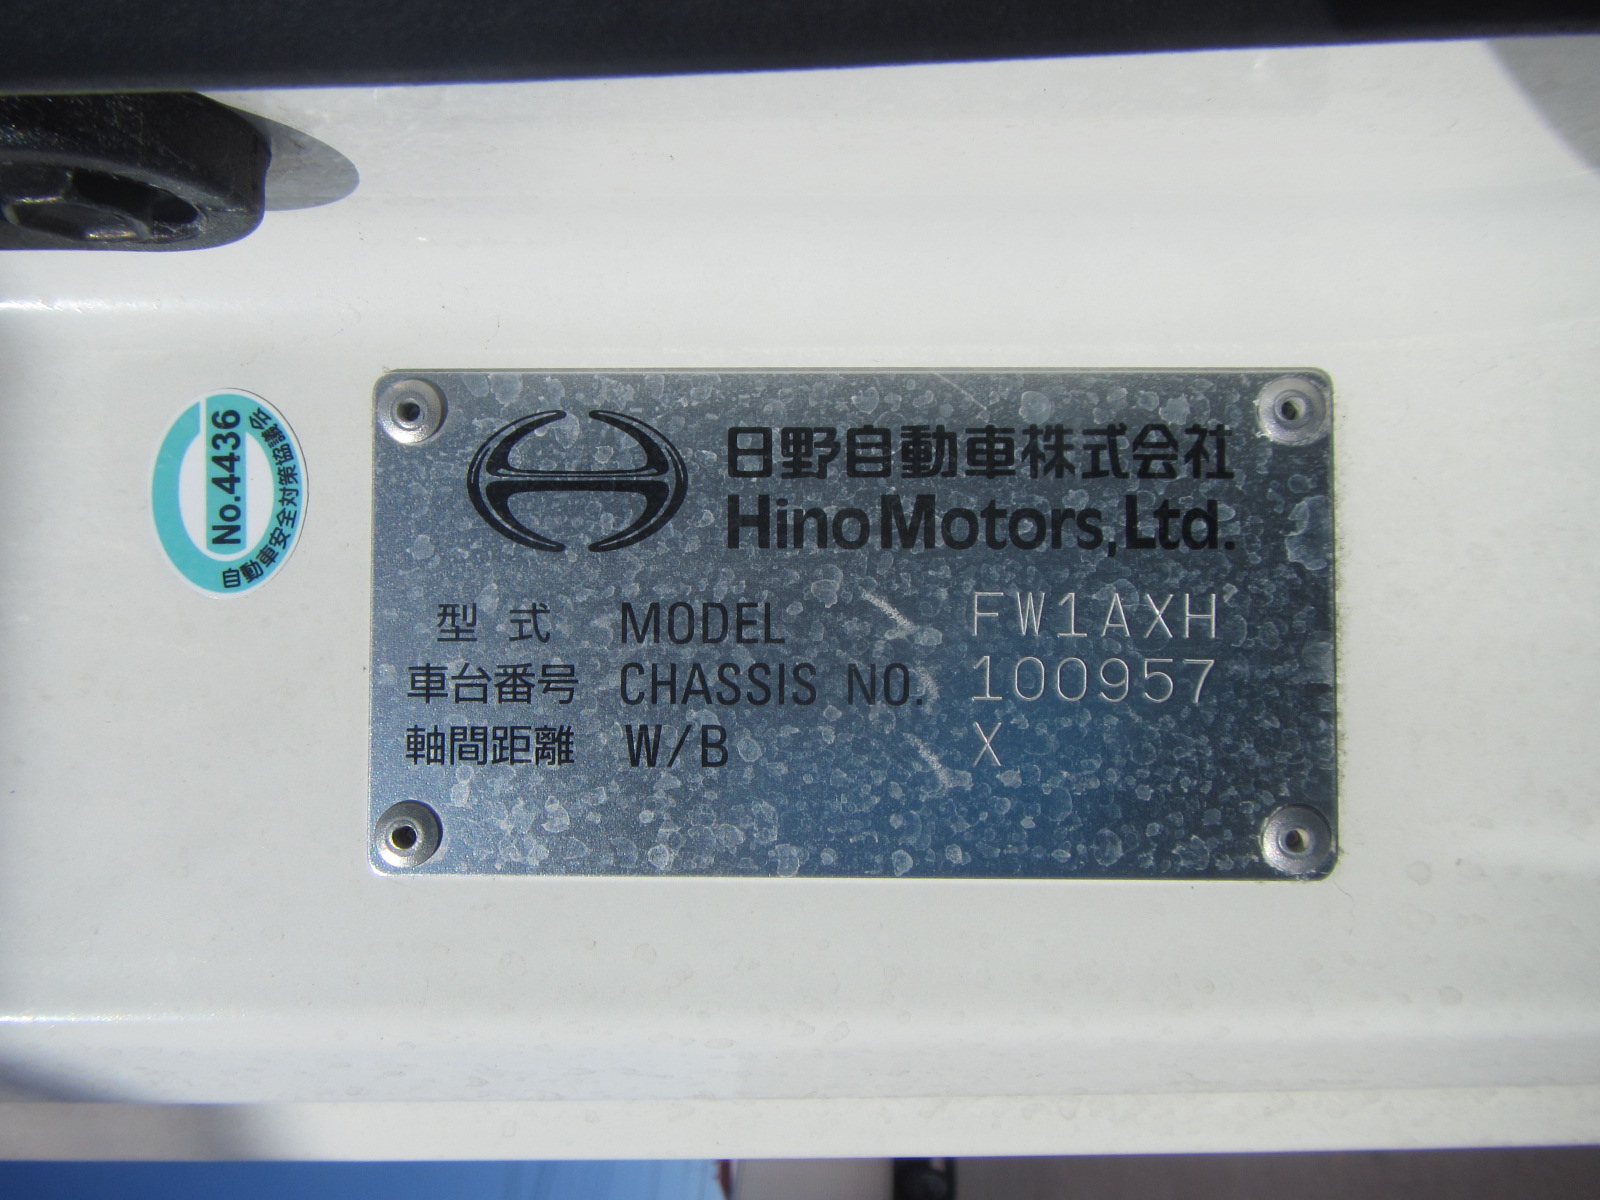 No.4436
自動車安全対策協議会
日野自動車株式会社
Hino Motors, Ltd.
型式 MODEL FW1AXH
車台番号 CHASSIS NO. 100957
軸間距離 W/B X